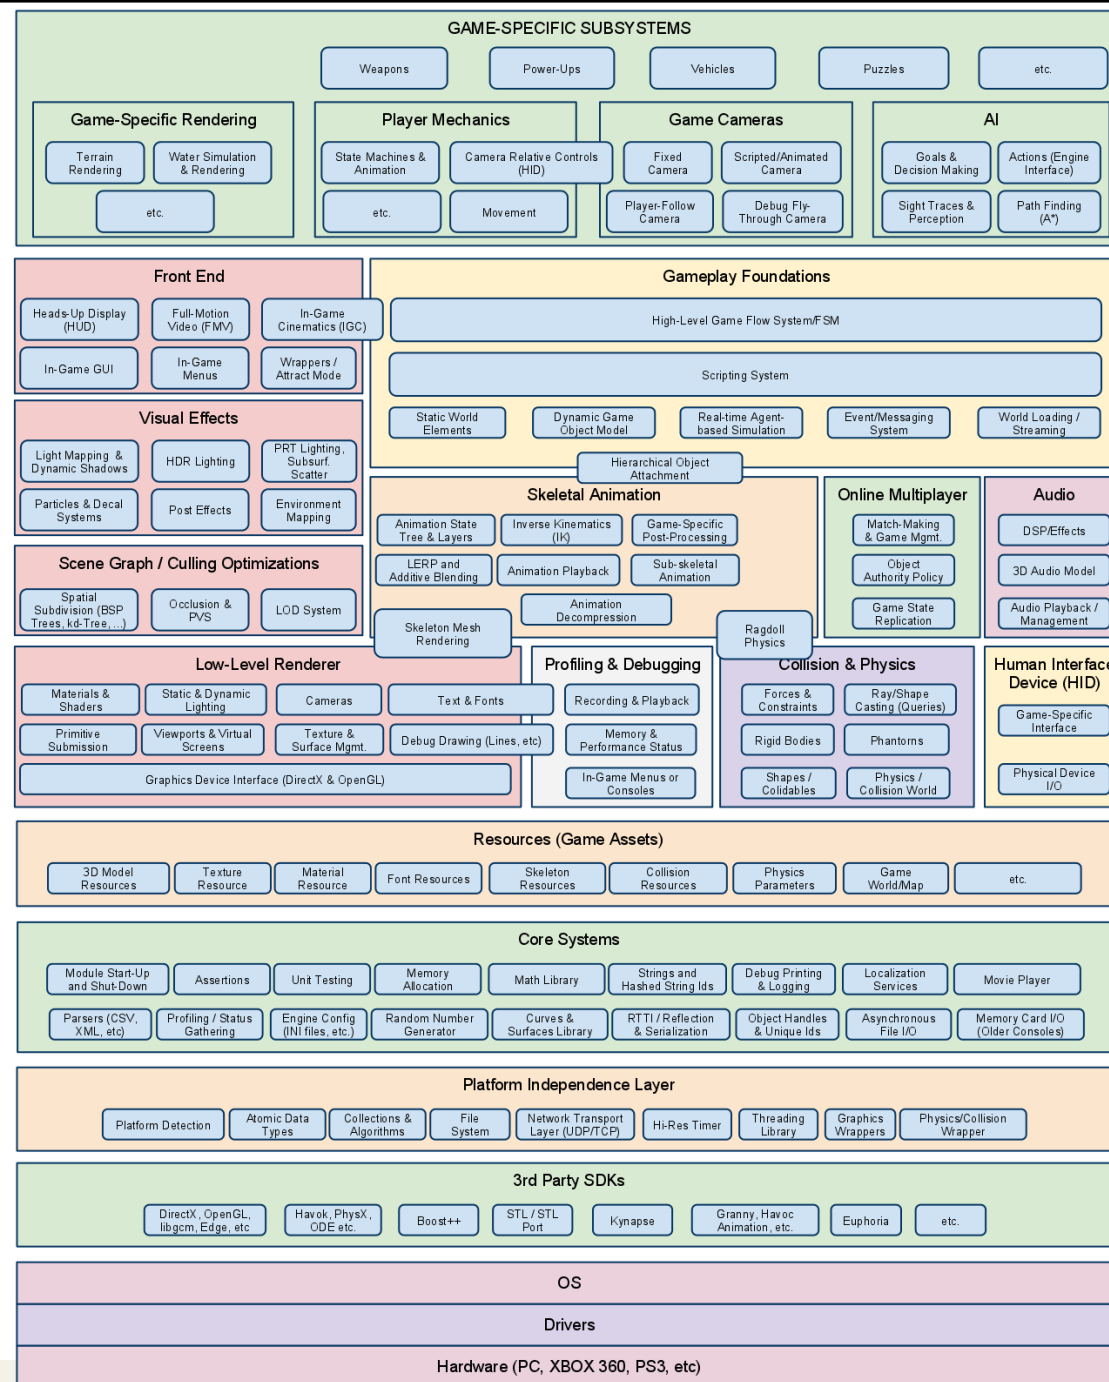 GAME-SPECIFIC SUBSYSTEMS
Weapons
Power-Ups
Vehicles
Puzzles
etc.
Game-Specific Rendering
Terrain
Rendering
Water Simulation
& Rendering
etc.
Player Mechanics
State Machines &
Animation
Camera Relative Controls
(HID)
etc.
Movement
Game Cameras
Fixed
Camera
Scripted/Animated
Camera
Player-Follow
Camera
Debug Fly-
Through Camera
AI
Goals &
Decision Making
Actions (Engine
Interface)
Sight Traces &
Perception
Path Finding
(A*)
Front End
Heads-Up Display
(HUD)
Full-Motion
Video (FMV)
In-Game
Cinematics (IGC)
In-Game GUI
In-Game
Menus
Wrappers /
Attract Mode
Gameplay Foundations
High-Level Game Flow System/FSM
Scripting System
Static World
Elements
Dynamic Game
Object Model
Real-time Agent-
based Simulation
Event/Messaging
System
World Loading /
Streaming
Hierarchical Object
Attachment
Visual Effects
Light Mapping &
Dynamic Shadows
HDR Lighting
PRT Lighting,
Subsurf.
Scatter
Particles & Decal
Systems
Post Effects
Environment
Mapping
Skeletal Animation
Animation State
Tree & Layers
Inverse Kinematics
(IK)
Game-Specific
Post-Processing
LERP and
Additive Blending
Animation Playback
Sub-skeletal
Animation
Animation
Decompression
Skeleton Mesh
Rendering
Ragdoll
Physics
Online Multiplayer
Match-Making
& Game Mgmt.
Object
Authority Policy
Game State
Replication
Audio
DSP/Effects
3D Audio Model
Audio Playback /
Management
Scene Graph / Culling Optimizations
Spatial
Subdivision (BSP
Trees, kd-Tree, ...)
Occlusion &
PVS
LOD System
Low-Level Renderer
Materials &
Shaders
Static & Dynamic
Lighting
Cameras
Text & Fonts
Primitive
Submission
Viewports & Virtual
Screens
Texture &
Surface Mgmt.
Debug Drawing (Lines, etc)
Graphics Device Interface (DirectX & OpenGL)
Profiling & Debugging
Recording & Playback
Memory &
Performance Status
In-Game Menus or
Consoles
Collision & Physics
Forces &
Constraints
Ray/Shape
Casting (Queries)
Rigid Bodies
Phantorns
Shapes /
Colidables
Physics /
Collision World
Human Interface
Device (HID)
Game-Specific
Interface
Physical Device
I/O
Resources (Game Assets)
3D Model
Resources
Texture
Resource
Material
Resource
Font Resources
Skeleton
Resources
Collision
Resources
Physics
Parameters
Game
World/Map
etc.
Core Systems
Module Start-Up
and Shut-Down
Assertions
Unit Testing
Memory
Allocation
Math Library
Strings and
Hashed String Ids
Debug Printing
& Logging
Localization
Services
Movie Player
Parsers (CSV,
XML, etc)
Profiling / Status
Gathering
Engine Config
(INI files, etc.)
Random Number
Generator
Curves &
Surfaces Library
RTTI / Reflection
& Serialization
Object Handles
& Unique Ids
Asynchronous
File I/O
Memory Card I/O
(Older Consoles)
Platform Independence Layer
Platform Detection
Atomic Data
Types
Collections &
Algorithms
File
System
Network Transport
Layer (UDP/TCP)
Hi-Res Timer
Threading
Library
Graphics
Wrappers
Physics/Collision
Wrapper
3rd Party SDKs
DirectX, OpenGL,
libgcm, Edge, etc
Havok, PhysX,
ODE etc.
Boost++
STL / STL
Port
Kynapse
Granny, Havoc
Animation, etc.
Euphoria
etc.
OS
Drivers
Hardware (PC, XBOX 360, PS3, etc)